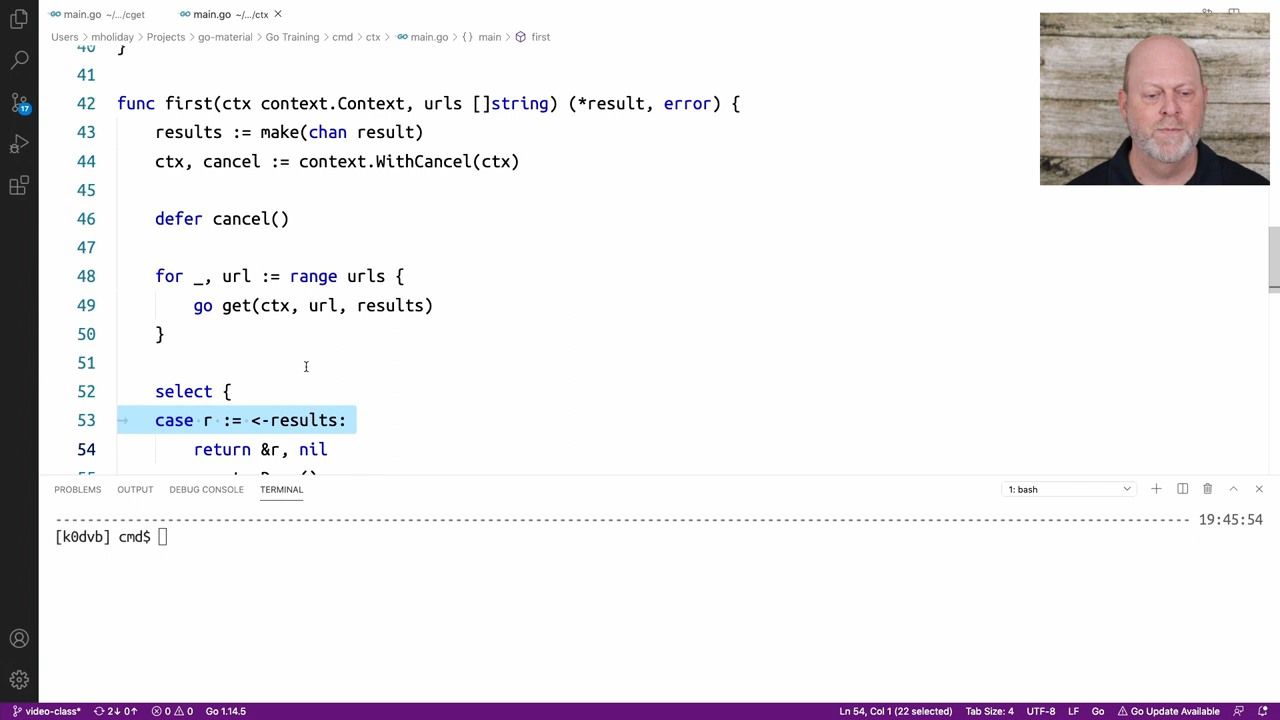 main.go ~/.../cget main.go ~/.../ctx
Users > mholiday > Projects > go-material > Go Training > cmd > ctx > main.go > {} main > first
40 }
41
42 func first(ctx context.Context, urls []string) (*result, error) {
43 results := make(chan result)
44 ctx, cancel := context.WithCancel(ctx)
45
46 defer cancel()
47
48 for _, url := range urls {
49 go get(ctx, url, results)
50 }
51
52 select {
53 case r := <-results:
54 return &r, nil
PROBLEMS OUTPUT DEBUG CONSOLE TERMINAL 1: bash
19:45:54
[k0dvb] cmd$
17
video-class* 2↓ 0↑ 0 0 Go 1.14.5 Ln 54, Col 1 (22 selected) Tab Size: 4 UTF-8 LF Go Go Update Available